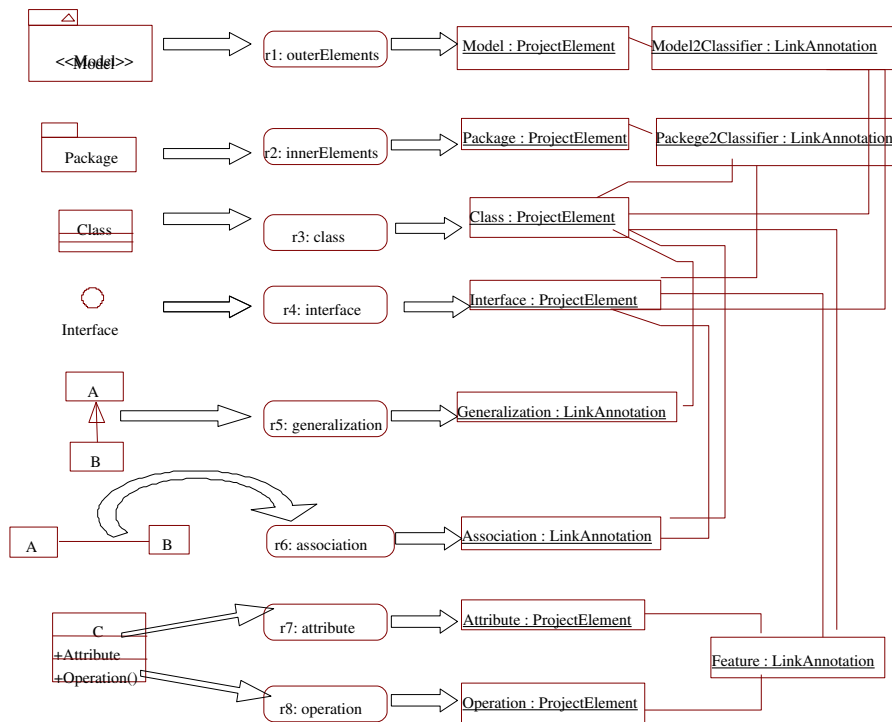 <<Model>>
Model
r1: outerElements
Model : ProjectElement
Model2Classifier : LinkAnnotation
Package
r2: innerElements
Package : ProjectElement
Packege2Classifier : LinkAnnotation
Class
r3: class
Class : ProjectElement
Interface
r4: interface
Interface : ProjectElement
A
B
r5: generalization
Generalization : LinkAnnotation
A
B
r6: association
Association : LinkAnnotation
C
+Attribute
+Operation()
r7: attribute
Attribute : ProjectElement
Feature : LinkAnnotation
r8: operation
Operation : ProjectElement